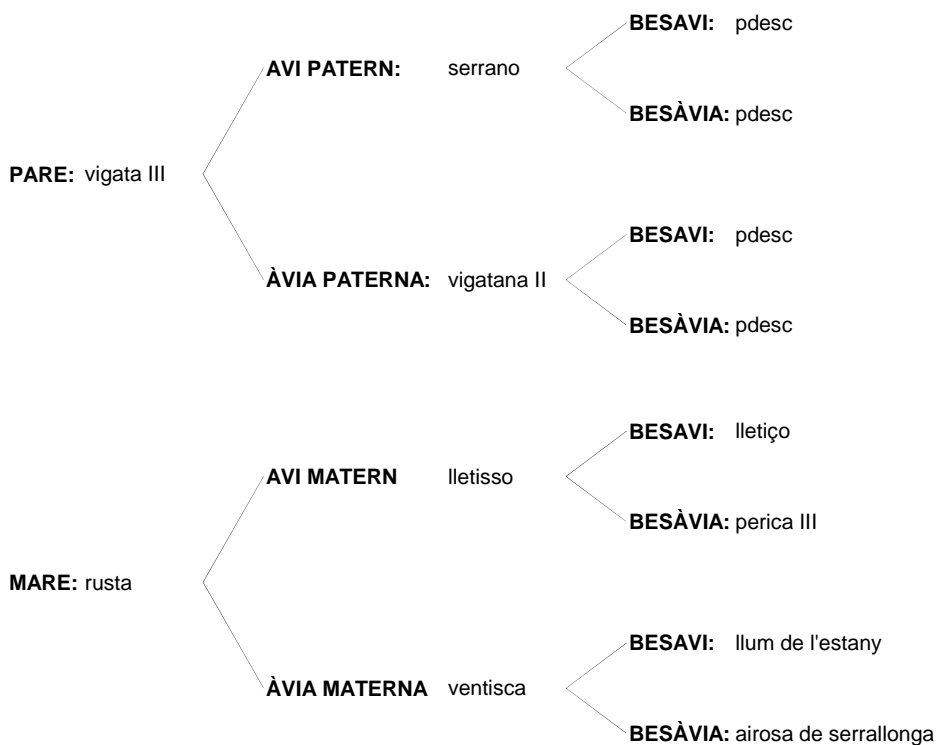 BESAVI: pdesc
AVI PATERN: serrano
BESÀVIA: pdesc
PARE: vigata III
BESAVI: pdesc
ÀVIA PATERNA: vigatana II
BESÀVIA: pdesc
BESAVI: lletiço
AVI MATERN lletisso
BESÀVIA: perica III
MARE: rusta
BESAVI: llum de l'estany
ÀVIA MATERNA ventisca
BESÀVIA: airosa de serrallonga